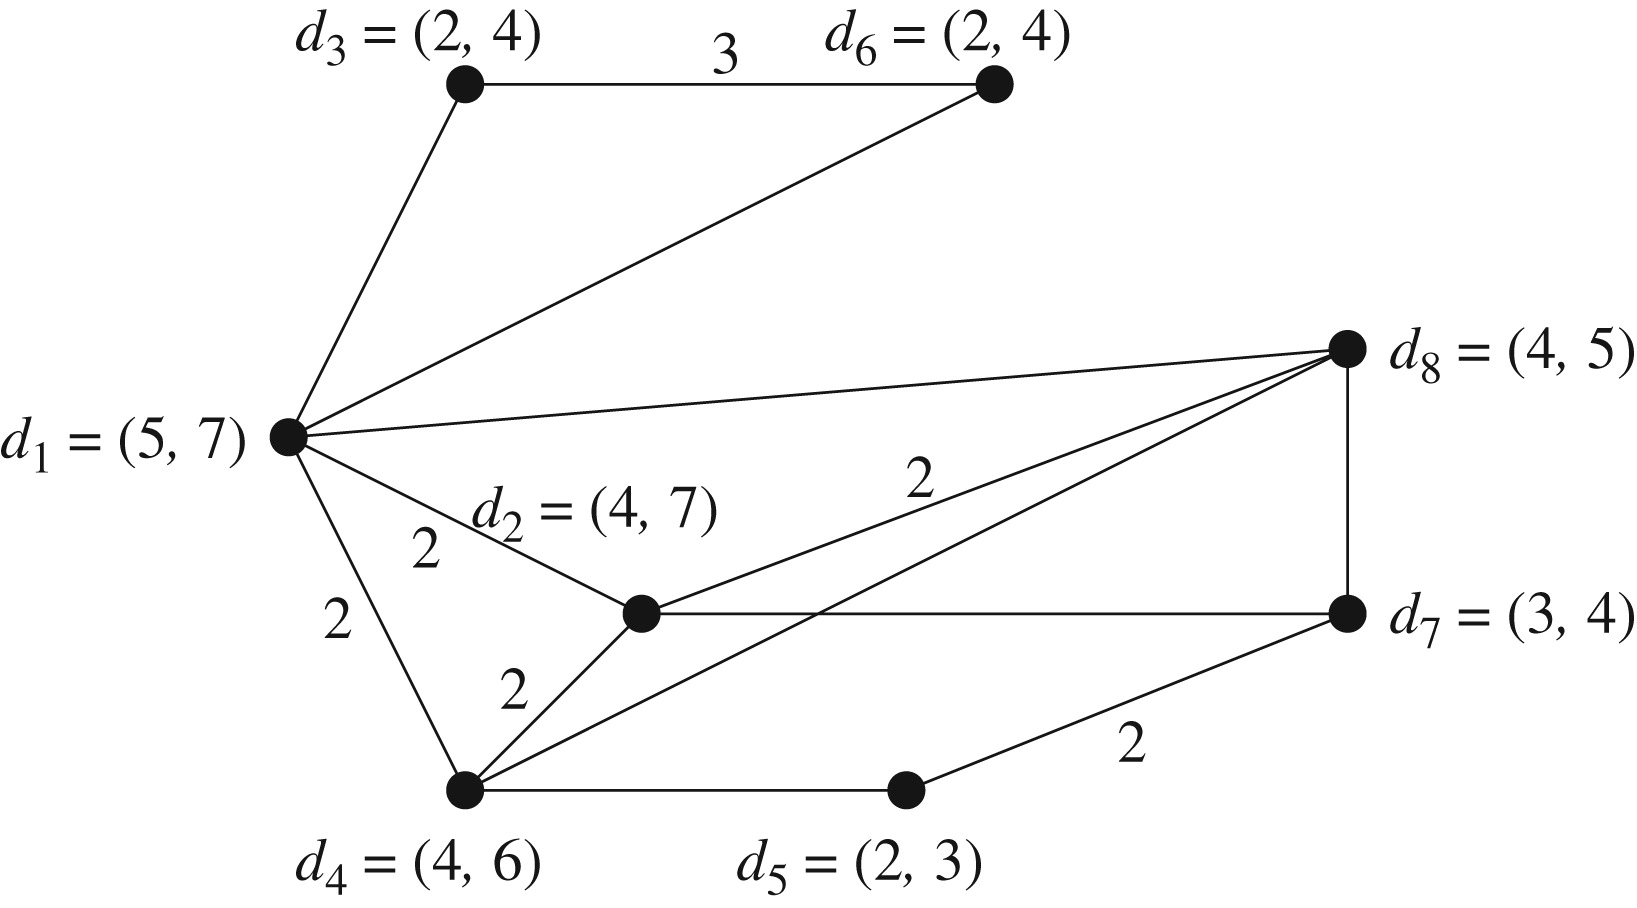 d3 = (2, 4)
3
d6 = (2, 4)
d8 = (4, 5)
d1 = (5, 7)
2
d2 = (4, 7)
2
2
d7 = (3, 4)
2
2
d4 = (4, 6)
d5 = (2, 3)